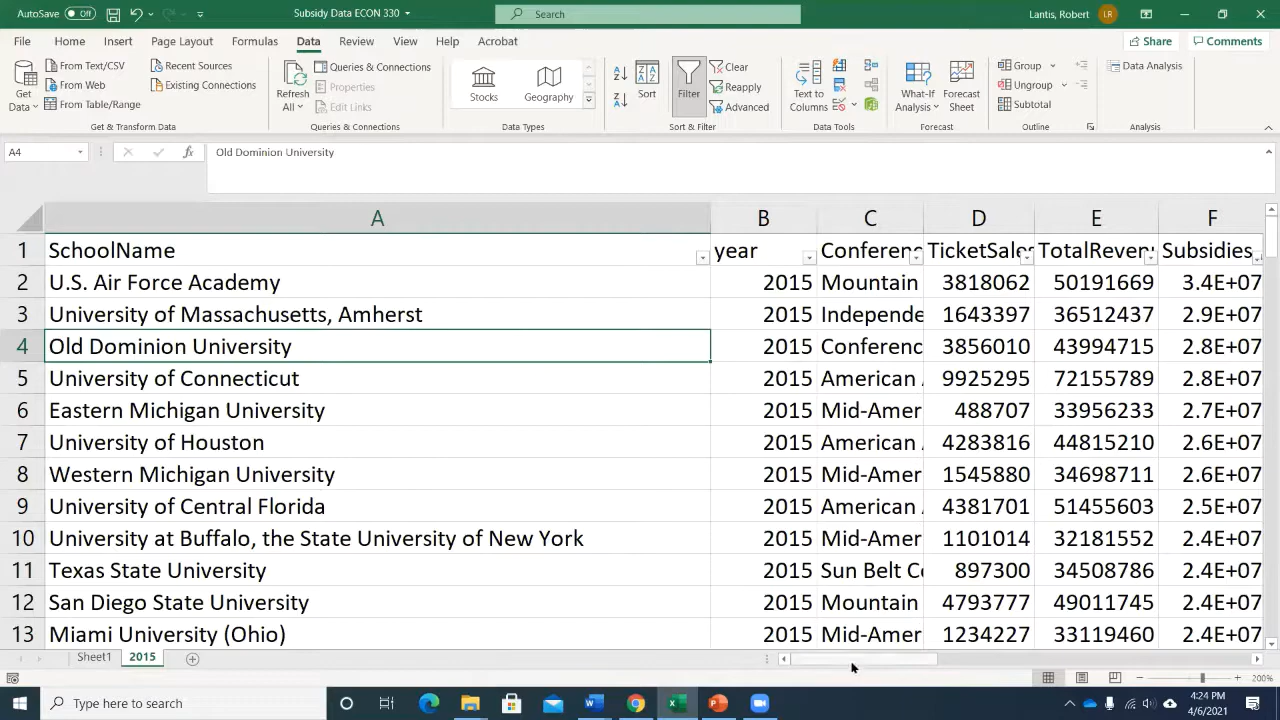 AutoSave Off Subsidy Data ECON 330 Search Lantis, Robert LR
File Home Insert Page Layout Formulas Data Review View Help Acrobat Share Comments
Get Data
From Text/CSV
From Web
From Table/Range
Recent Sources
Existing Connections
Get & Transform Data
Refresh All
Queries & Connections
Properties
Edit Links
Queries & Connections
Stocks Geography
Data Types
Sort Filter
Clear
Reapply
Advanced
Sort & Filter
Text to Columns
Data Tools
What-If Analysis
Forecast Sheet
Forecast
Group
Ungroup
Subtotal
Outline
Data Analysis
Analysis
A4 fx Old Dominion University
A B C D E F
1 SchoolName year Conferenc TicketSales TotalReven Subsidies
2 U.S. Air Force Academy 2015 Mountain 3818062 50191669 3.4E+07
3 University of Massachusetts, Amherst 2015 Independe 1643397 36512437 2.9E+07
4 Old Dominion University 2015 Conferenc 3856010 43994715 2.8E+07
5 University of Connecticut 2015 American A 9925295 72155789 2.8E+07
6 Eastern Michigan University 2015 Mid-Amer 488707 33956233 2.7E+07
7 University of Houston 2015 American A 4283816 44815210 2.6E+07
8 Western Michigan University 2015 Mid-Amer 1545880 34698711 2.6E+07
9 University of Central Florida 2015 American A 4381701 51455603 2.5E+07
10 University at Buffalo, the State University of New York 2015 Mid-Amer 1101014 32181552 2.4E+07
11 Texas State University 2015 Sun Belt Co 897300 34508786 2.4E+07
12 San Diego State University 2015 Mountain 4793777 49011745 2.4E+07
13 Miami University (Ohio) 2015 Mid-Amer 1234227 33119460 2.4E+07
Sheet1 2015
200%
Type here to search
4:24 PM
4/6/2021